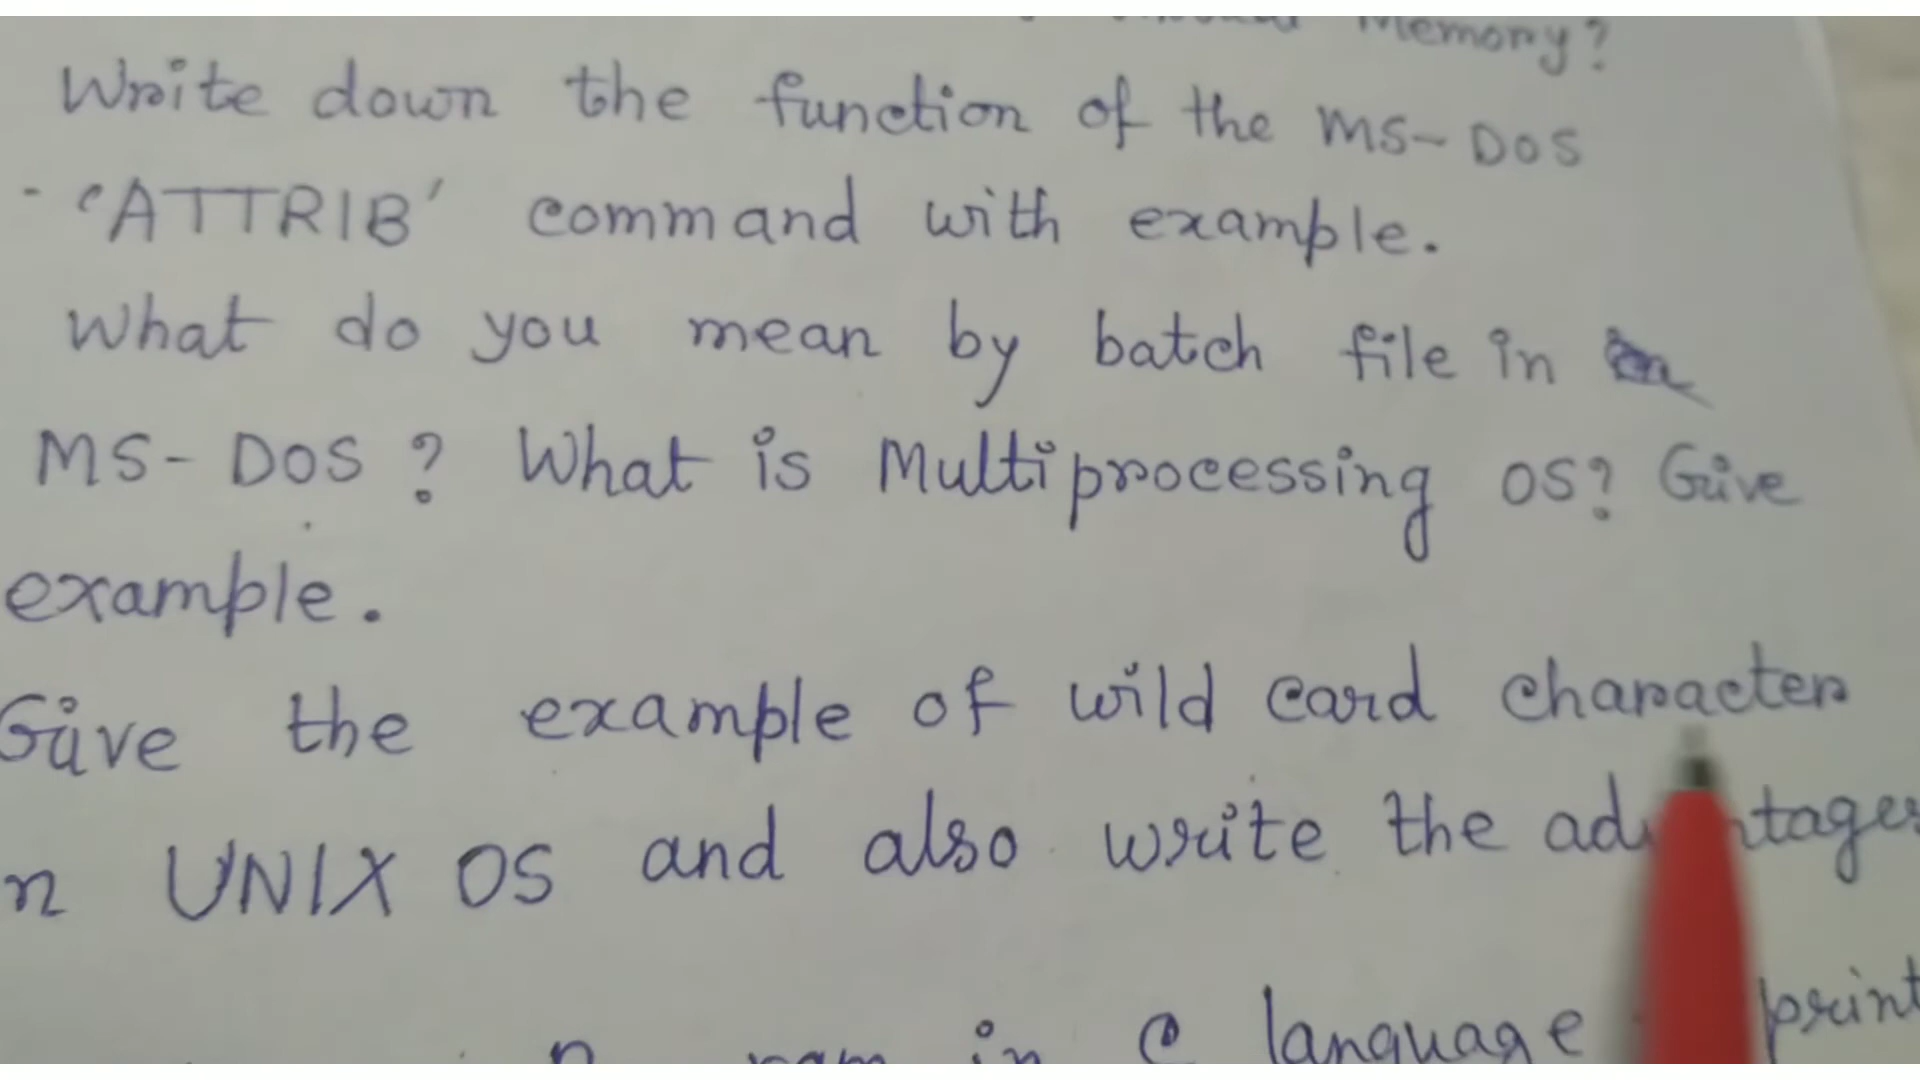 Memory?
Write down the function of the MS-DOS
- 'ATTRIB' command with example.
What do you mean by batch file in
MS-DOS? What is Multiprocessing OS? Give
example.
Give the example of wild card character
n UNIX OS and also write the
in C language print